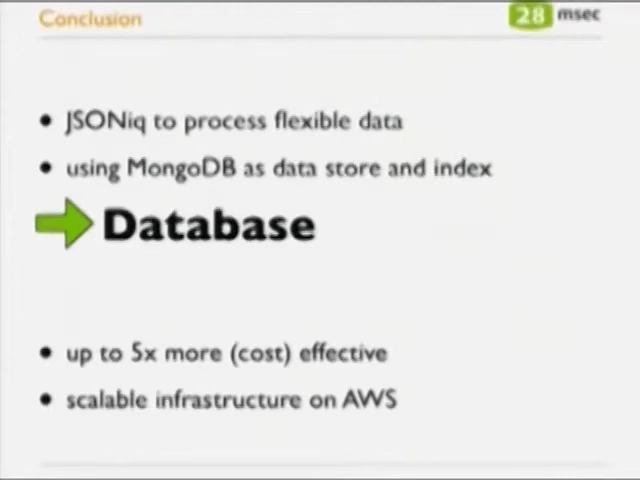 Conclusion
28 msec
JSONiq to process flexible data
using MongoDB as data store and index
Database
up to 5x more (cost) effective
scalable infrastructure on AWS